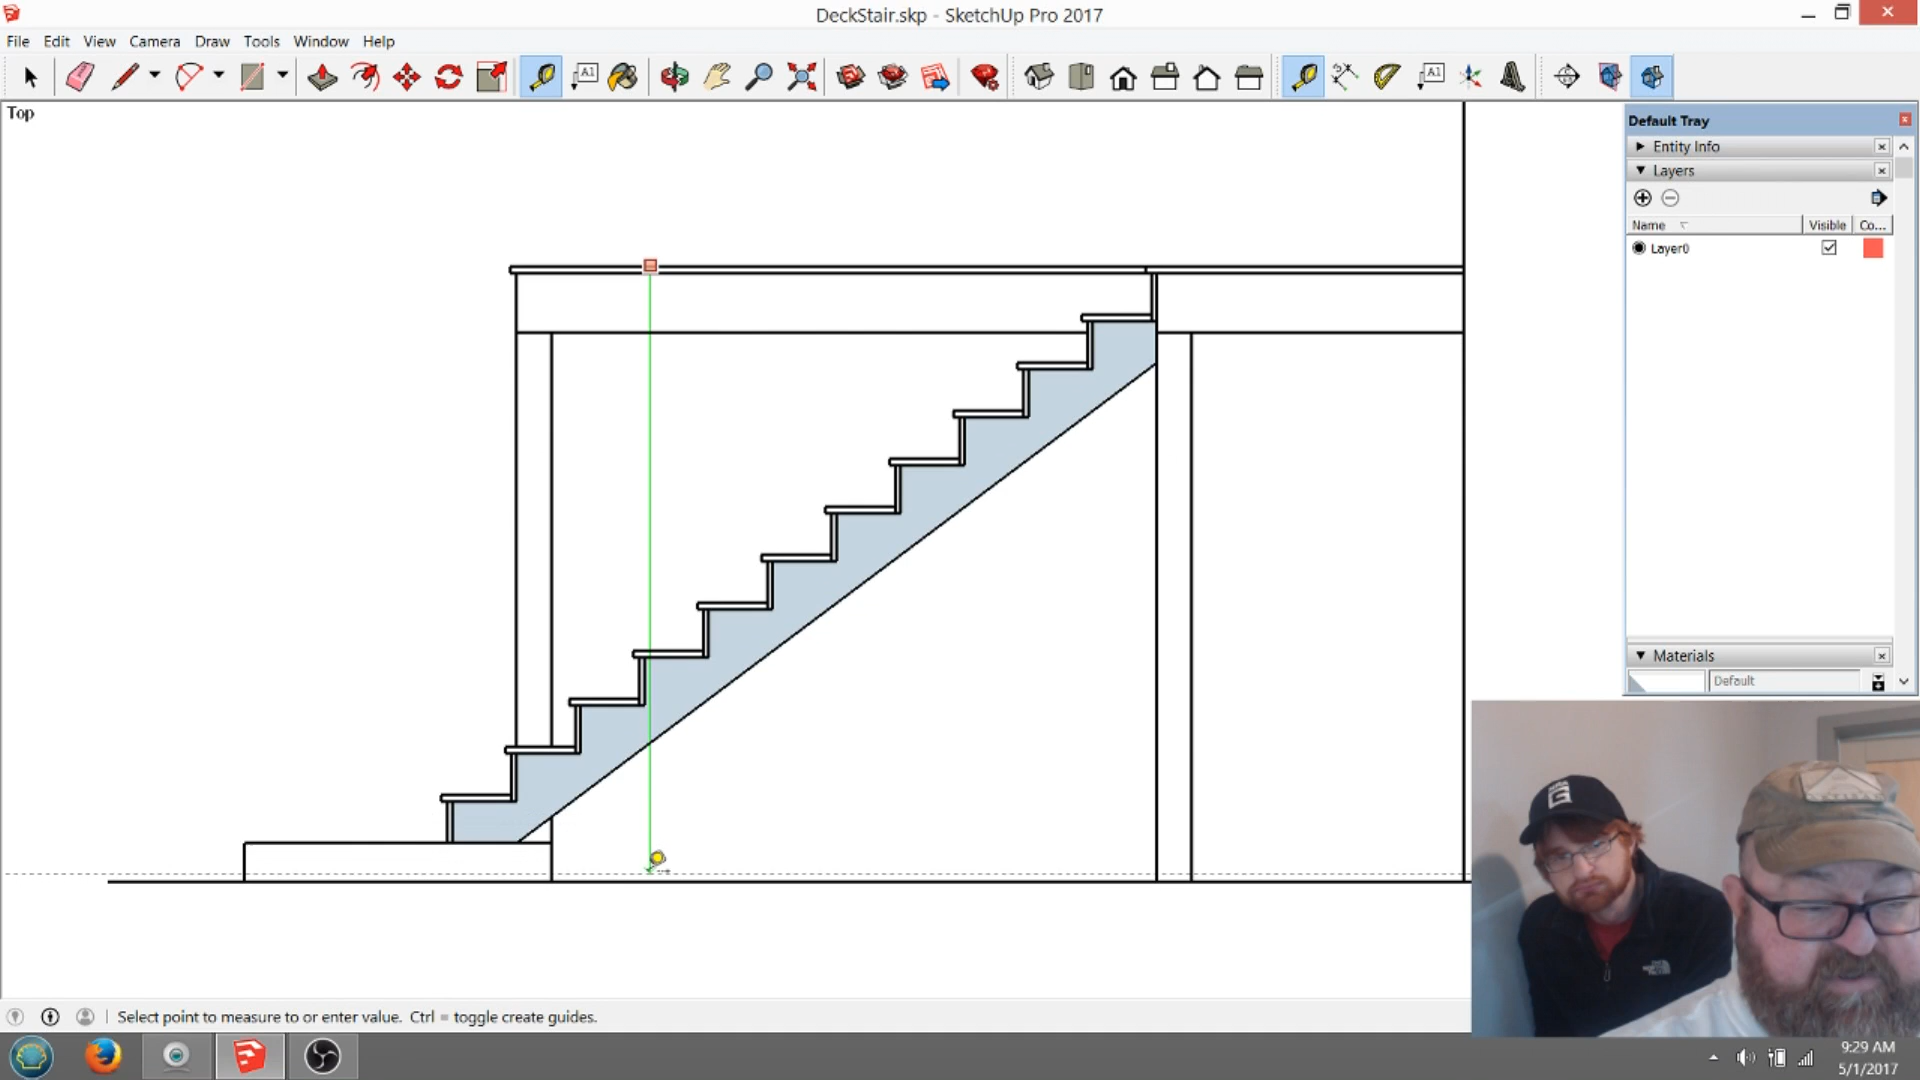 DeckStair.skp - SketchUp Pro 2017
File Edit View Camera Draw Tools Window Help
A1
A1
Top
Default Tray
Entity Info
Layers
Name Visible Co...
Layer0
Materials
Default
G
Select point to measure to or enter value. Ctrl = toggle create guides.
9:29 AM
5/1/2017